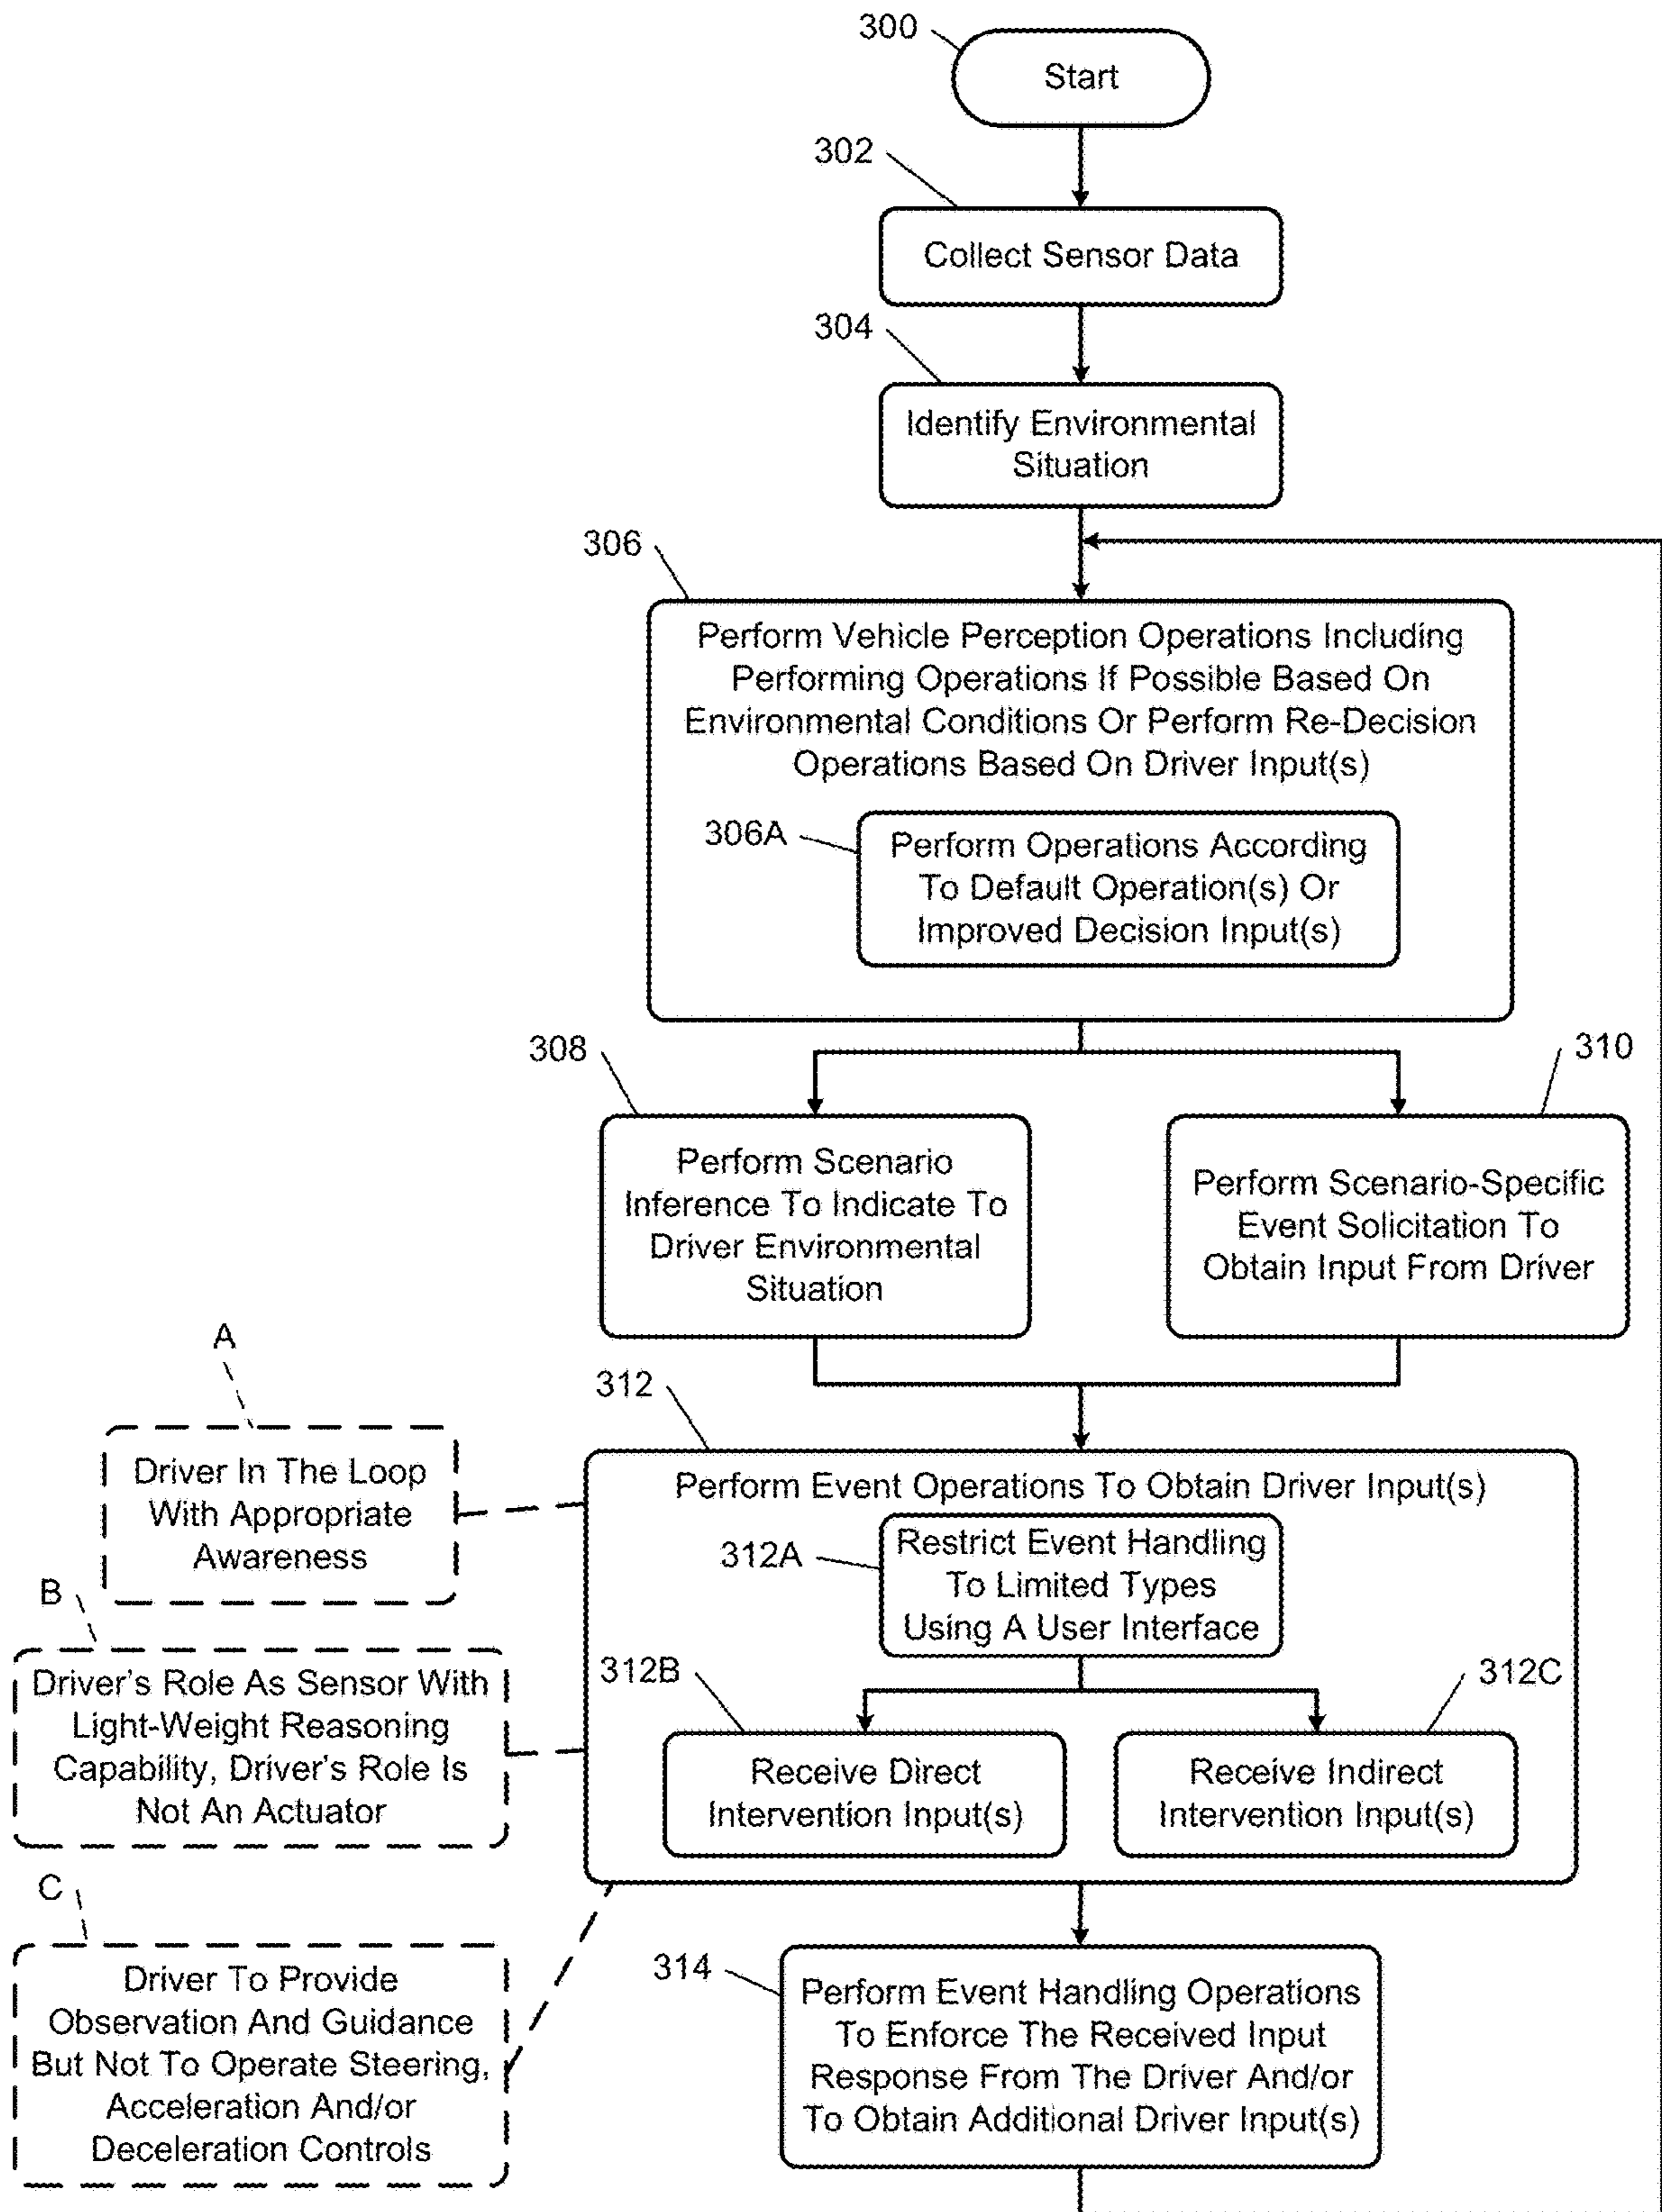 300
Start
302
Collect Sensor Data
304
Identify Environmental
Situation
306
Perform Vehicle Perception Operations Including
Performing Operations If Possible Based On
Environmental Conditions Or Perform Re-Decision
Operations Based On Driver Input(s)
306A
Perform Operations According
To Default Operation(s) Or
Improved Decision Input(s)
308
Perform Scenario
Inference To Indicate To
Driver Environmental
Situation
310
Perform Scenario-Specific
Event Solicitation To
Obtain Input From Driver
312
Perform Event Operations To Obtain Driver Input(s)
312A
Restrict Event Handling
To Limited Types
Using A User Interface
312B
Receive Direct
Intervention Input(s)
312C
Receive Indirect
Intervention Input(s)
A
Driver In The Loop
With Appropriate
Awareness
B
Driver's Role As Sensor With
Light-Weight Reasoning
Capability, Driver's Role Is
Not An Actuator
C
Driver To Provide
Observation And Guidance
But Not To Operate Steering,
Acceleration And/or
Deceleration Controls
314
Perform Event Handling Operations
To Enforce The Received Input
Response From The Driver And/or
To Obtain Additional Driver Input(s)